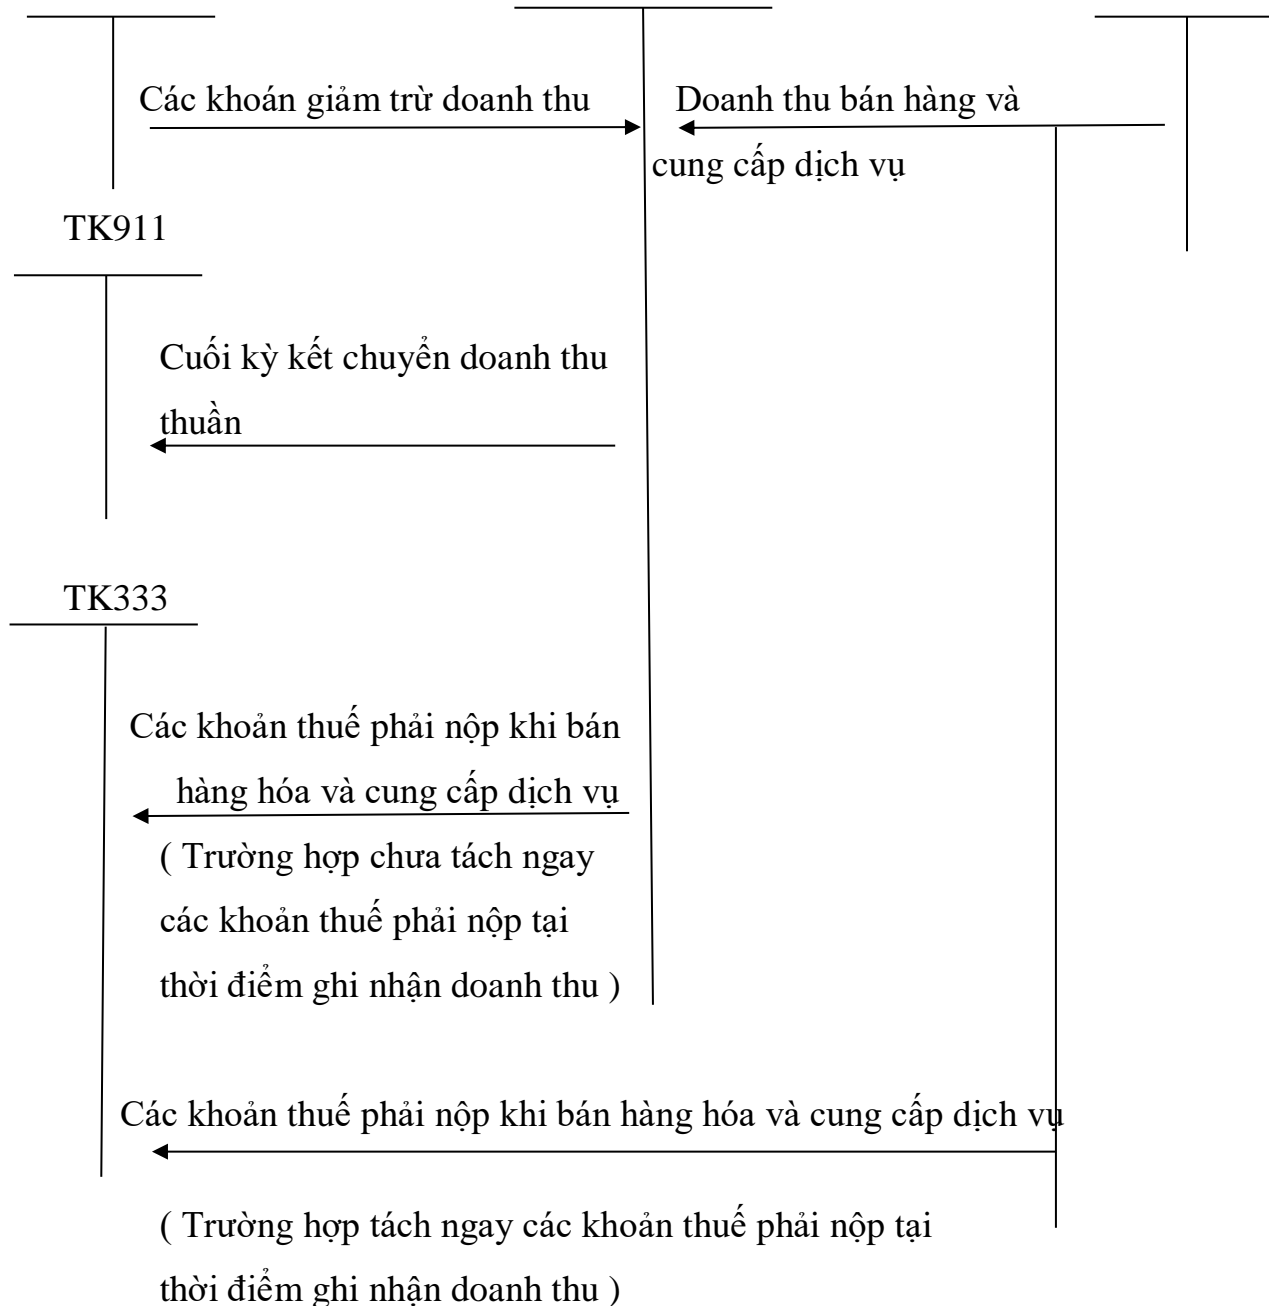 Các khoán giảm trừ doanh thu
Doanh thu bán hàng và
cung cấp dịch vụ
TK911
Cuối kỳ kết chuyển doanh thu
thuần
TK333
Các khoản thuế phải nộp khi bán
hàng hóa và cung cấp dịch vụ
( Trường hợp chưa tách ngay
các khoản thuế phải nộp tại
thời điểm ghi nhận doanh thu )
Các khoản thuế phải nộp khi bán hàng hóa và cung cấp dịch vụ
( Trường hợp tách ngay các khoản thuế phải nộp tại
thời điểm ghi nhận doanh thu )